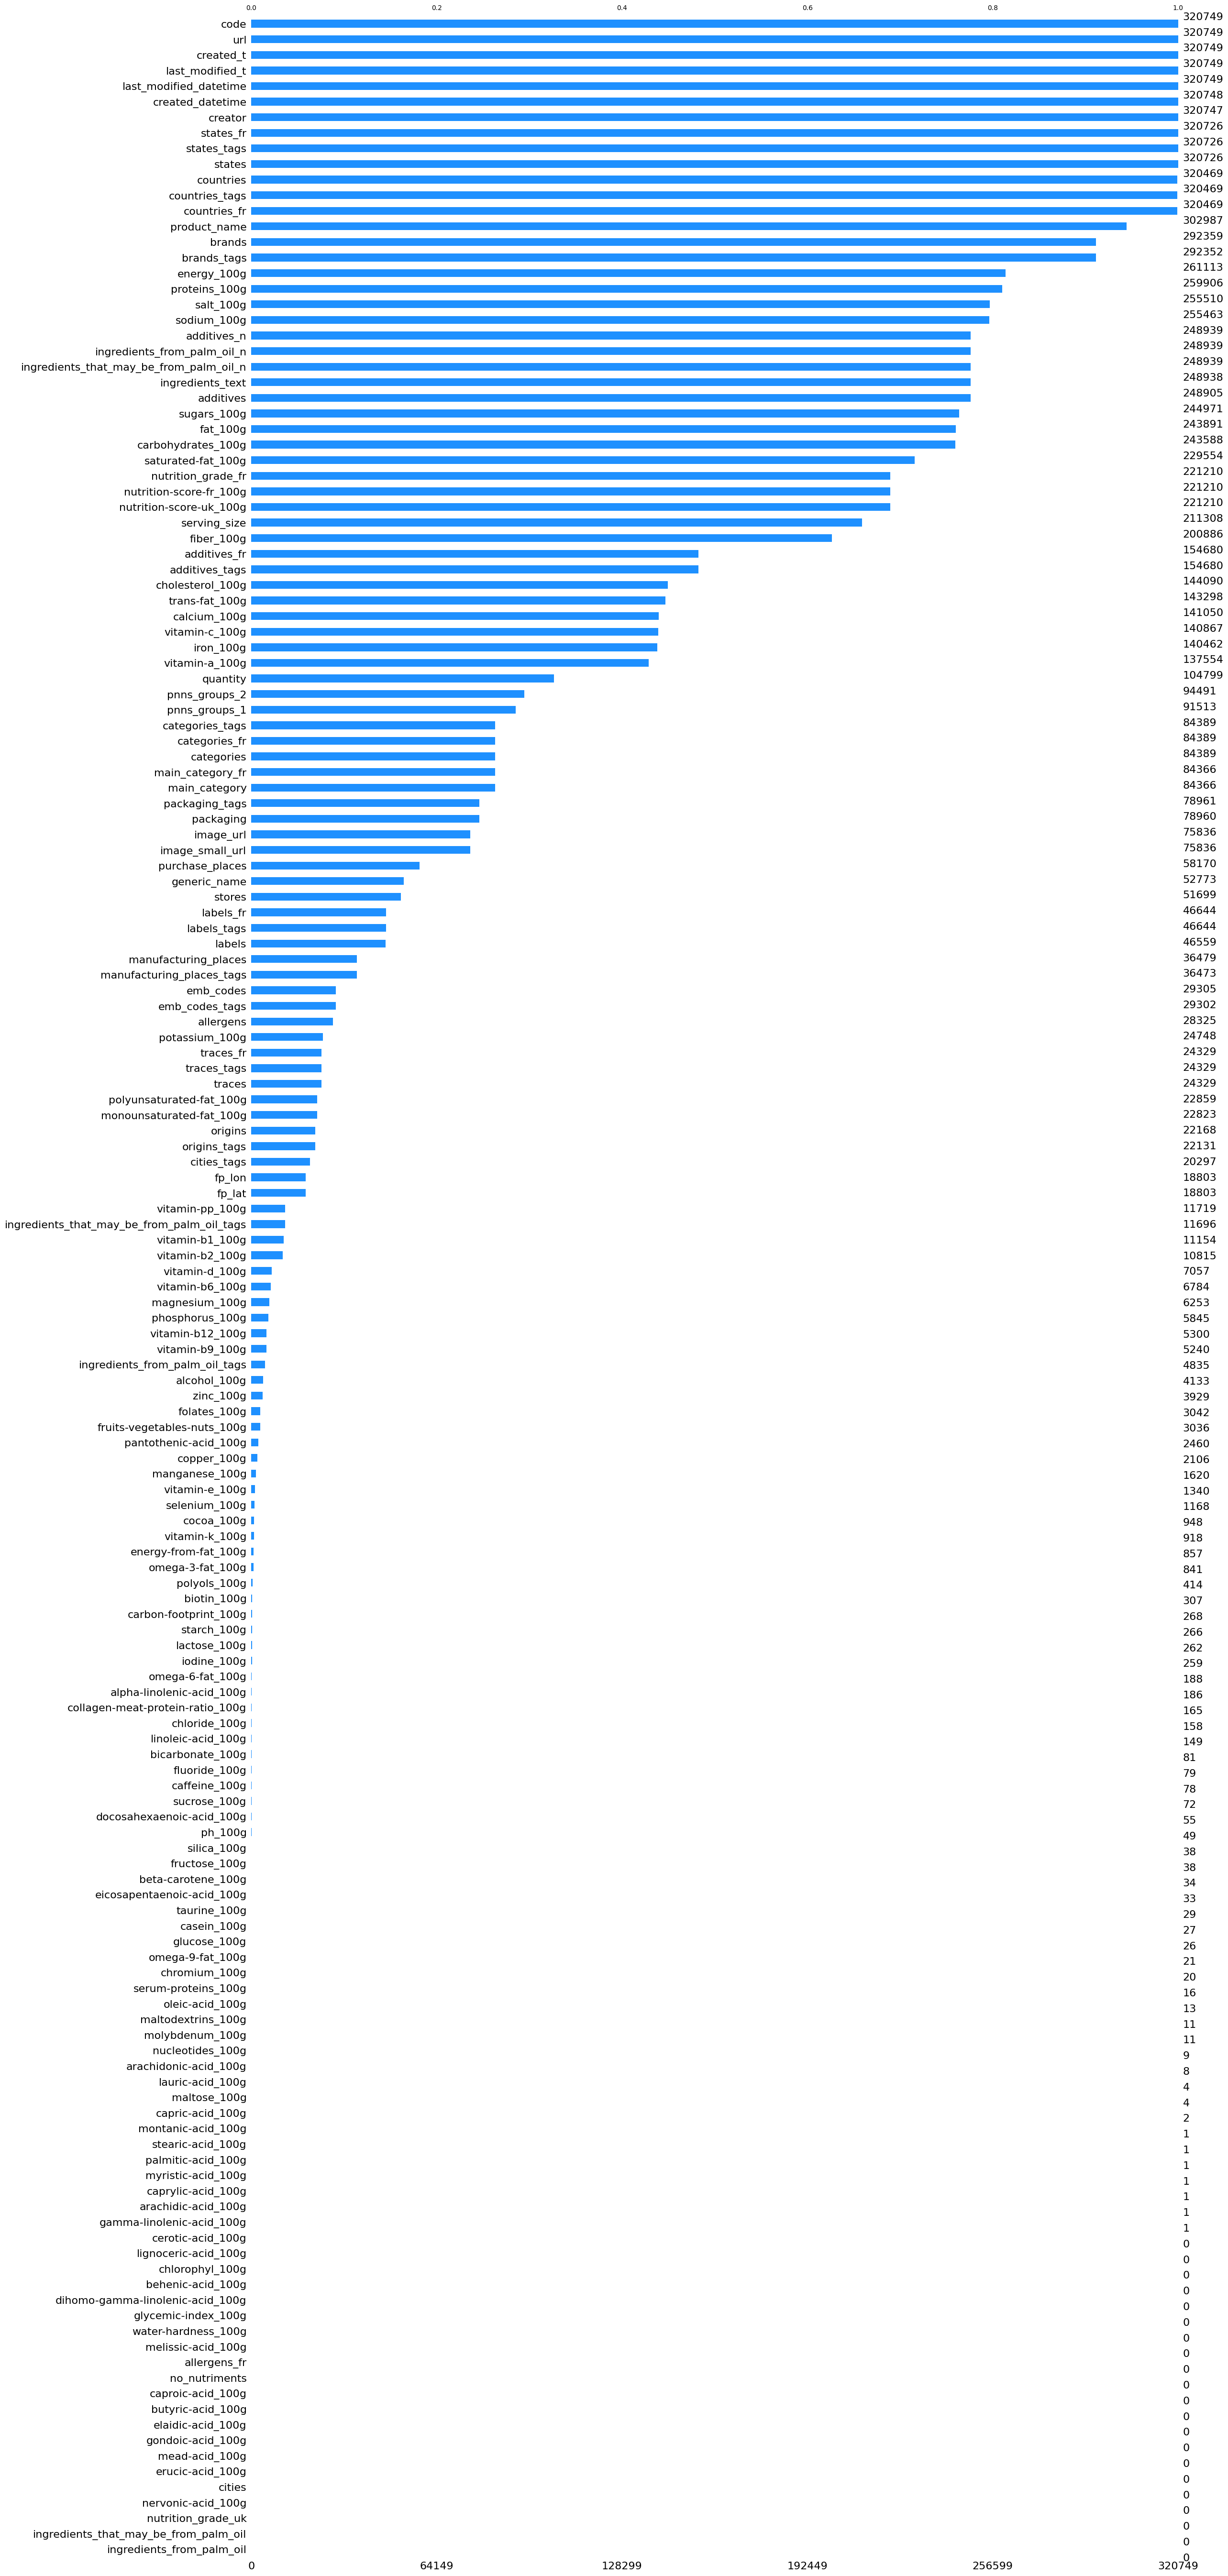 0.0 0.2 0.4 0.6 0.8 1.0
code 320749
url 320749
created_t 320749
last_modified_t 320749
last_modified_datetime 320749
created_datetime 320748
creator 320747
states_fr 320726
states_tags 320726
states 320726
countries 320469
countries_tags 320469
countries_fr 320469
product_name 302987
brands 292359
brands_tags 292352
energy_100g 261113
proteins_100g 259906
salt_100g 255510
sodium_100g 255463
additives_n 248939
ingredients_from_palm_oil_n 248939
ingredients_that_may_be_from_palm_oil_n 248939
ingredients_text 248938
additives 248905
sugars_100g 244971
fat_100g 243891
carbohydrates_100g 243588
saturated-fat_100g 229554
nutrition_grade_fr 221210
nutrition-score-fr_100g 221210
nutrition-score-uk_100g 221210
serving_size 211308
fiber_100g 200886
additives_fr 154680
additives_tags 154680
cholesterol_100g 144090
trans-fat_100g 143298
calcium_100g 141050
vitamin-c_100g 140867
iron_100g 140462
vitamin-a_100g 137554
quantity 104799
pnns_groups_2 94491
pnns_groups_1 91513
categories_tags 84389
categories_fr 84389
categories 84389
main_category_fr 84366
main_category 84366
packaging_tags 78961
packaging 78960
image_url 75836
image_small_url 75836
purchase_places 58170
generic_name 52773
stores 51699
labels_fr 46644
labels_tags 46644
labels 46559
manufacturing_places 36479
manufacturing_places_tags 36473
emb_codes 29305
emb_codes_tags 29302
allergens 28325
potassium_100g 24748
traces_fr 24329
traces_tags 24329
traces 24329
polyunsaturated-fat_100g 22859
monounsaturated-fat_100g 22823
origins 22168
origins_tags 22131
cities_tags 20297
fp_lon 18803
fp_lat 18803
vitamin-pp_100g 11719
ingredients_that_may_be_from_palm_oil_tags 11696
vitamin-b1_100g 11154
vitamin-b2_100g 10815
vitamin-d_100g 7057
vitamin-b6_100g 6784
magnesium_100g 6253
phosphorus_100g 5845
vitamin-b12_100g 5300
vitamin-b9_100g 5240
ingredients_from_palm_oil_tags 4835
alcohol_100g 4133
zinc_100g 3929
folates_100g 3042
fruits-vegetables-nuts_100g 3036
pantothenic-acid_100g 2460
copper_100g 2106
manganese_100g 1620
vitamin-e_100g 1340
selenium_100g 1168
cocoa_100g 948
vitamin-k_100g 918
energy-from-fat_100g 857
omega-3-fat_100g 841
polyols_100g 414
biotin_100g 307
carbon-footprint_100g 268
starch_100g 266
lactose_100g 262
iodine_100g 259
omega-6-fat_100g 188
alpha-linolenic-acid_100g 186
collagen-meat-protein-ratio_100g 165
chloride_100g 158
linoleic-acid_100g 149
bicarbonate_100g 81
fluoride_100g 79
caffeine_100g 78
sucrose_100g 72
docosahexaenoic-acid_100g 55
ph_100g 49
silica_100g 38
fructose_100g 38
beta-carotene_100g 34
eicosapentaenoic-acid_100g 33
taurine_100g 29
casein_100g 27
glucose_100g 26
omega-9-fat_100g 21
chromium_100g 20
serum-proteins_100g 16
oleic-acid_100g 13
maltodextrins_100g 11
molybdenum_100g 11
nucleotides_100g 9
arachidonic-acid_100g 8
lauric-acid_100g 4
maltose_100g 4
capric-acid_100g 2
montanic-acid_100g 1
stearic-acid_100g 1
palmitic-acid_100g 1
myristic-acid_100g 1
caprylic-acid_100g 1
arachidic-acid_100g 1
gamma-linolenic-acid_100g 1
cerotic-acid_100g 0
lignoceric-acid_100g 0
chlorophyl_100g 0
behenic-acid_100g 0
dihomo-gamma-linolenic-acid_100g 0
glycemic-index_100g 0
water-hardness_100g 0
melissic-acid_100g 0
allergens_fr 0
no_nutriments 0
caproic-acid_100g 0
butyric-acid_100g 0
elaidic-acid_100g 0
gondoic-acid_100g 0
mead-acid_100g 0
erucic-acid_100g 0
cities 0
nervonic-acid_100g 0
nutrition_grade_uk 0
ingredients_that_may_be_from_palm_oil 0
ingredients_from_palm_oil 0
0 64149 128299 192449 256599 320749